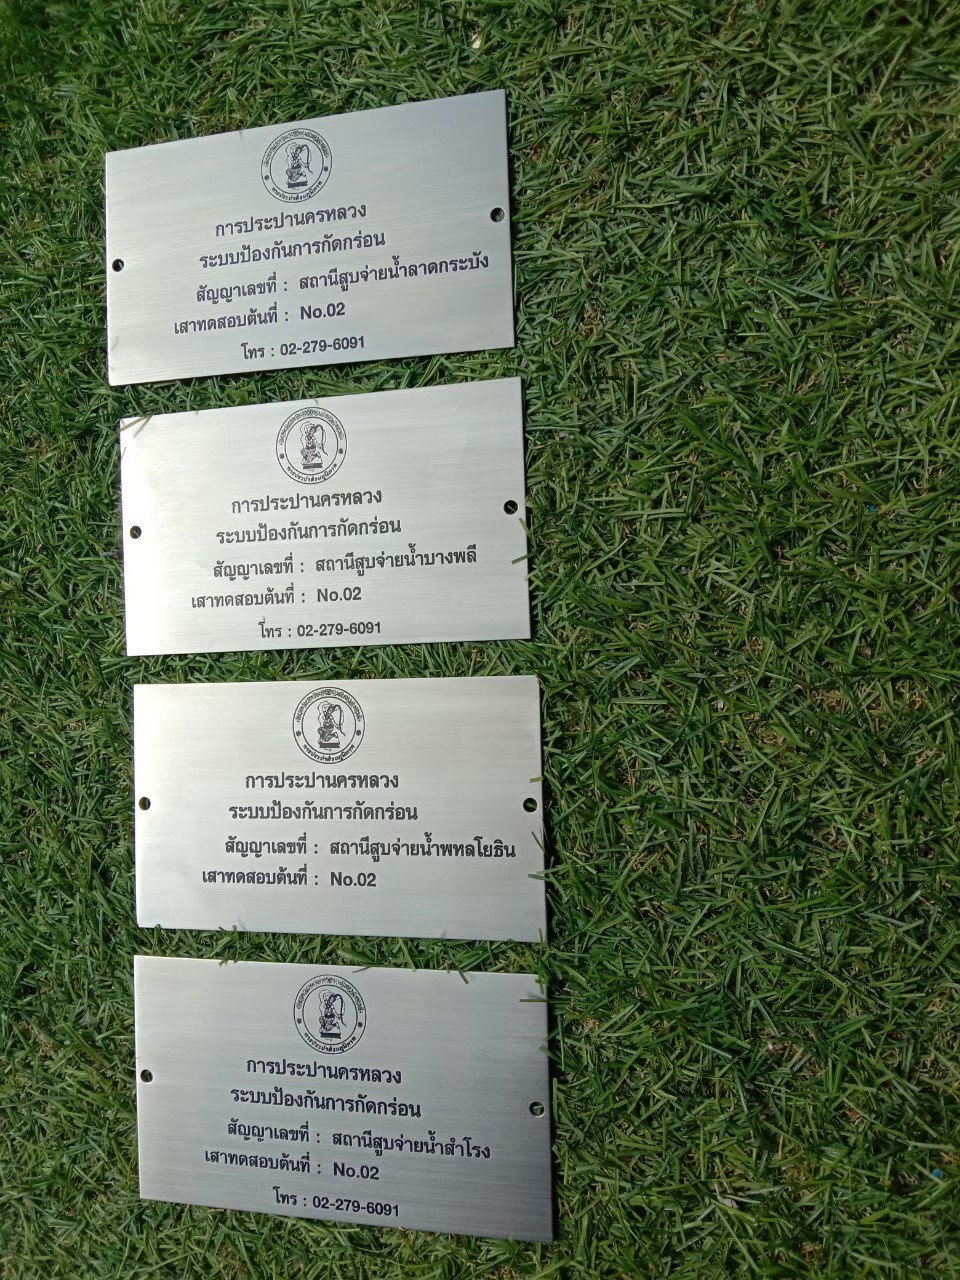 การประปานครหลวง
ระบบป้องกันการกัดกร่อน
สัญญาเลขที่ : สถานีสูบจ่ายน้ำลาดกระบัง
เสาทดสอบต้นที่ : No.02
โทร : 02-279-6091
การประปานครหลวง
ระบบป้องกันการกัดกร่อน
สัญญาเลขที่ : สถานีสูบจ่ายน้ำบางพลี
เสาทดสอบต้นที่ : No.02
โทร : 02-279-6091
การประปานครหลวง
ระบบป้องกันการกัดกร่อน
สัญญาเลขที่ : สถานีสูบจ่ายน้ำพหลโยธิน
เสาทดสอบต้นที่ : No.02
การประปานครหลวง
ระบบป้องกันการกัดกร่อน
สัญญาเลขที่ : สถานีสูบจ่ายน้ำสำโรง
เสาทดสอบต้นที่ : No.02
โทร : 02-279-6091